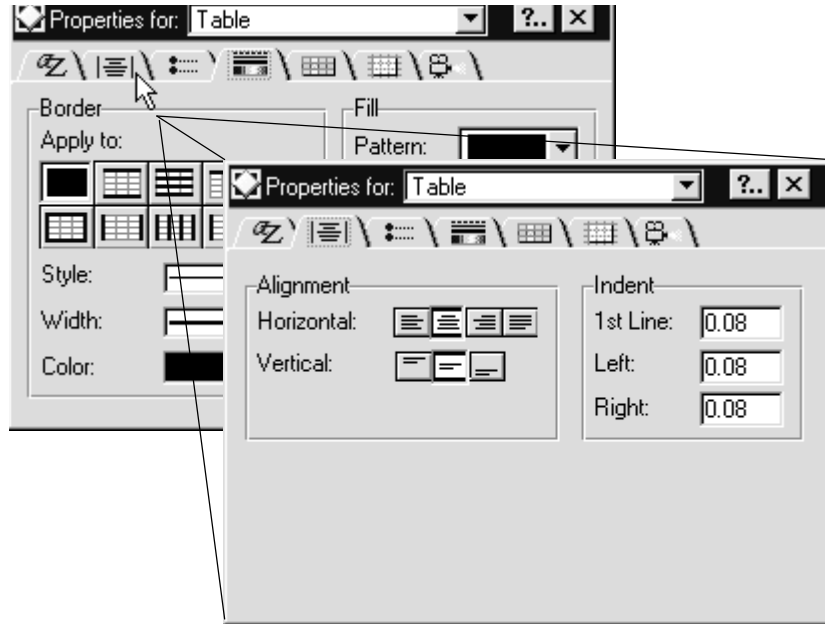 Properties for: Table ?..
Border
Apply to:
Style:
Width:
Color:
Fill
Pattern:
Properties for: Table ?..
Alignment
Horizontal:
Vertical:
Indent
1st Line: 0.08
Left: 0.08
Right: 0.08